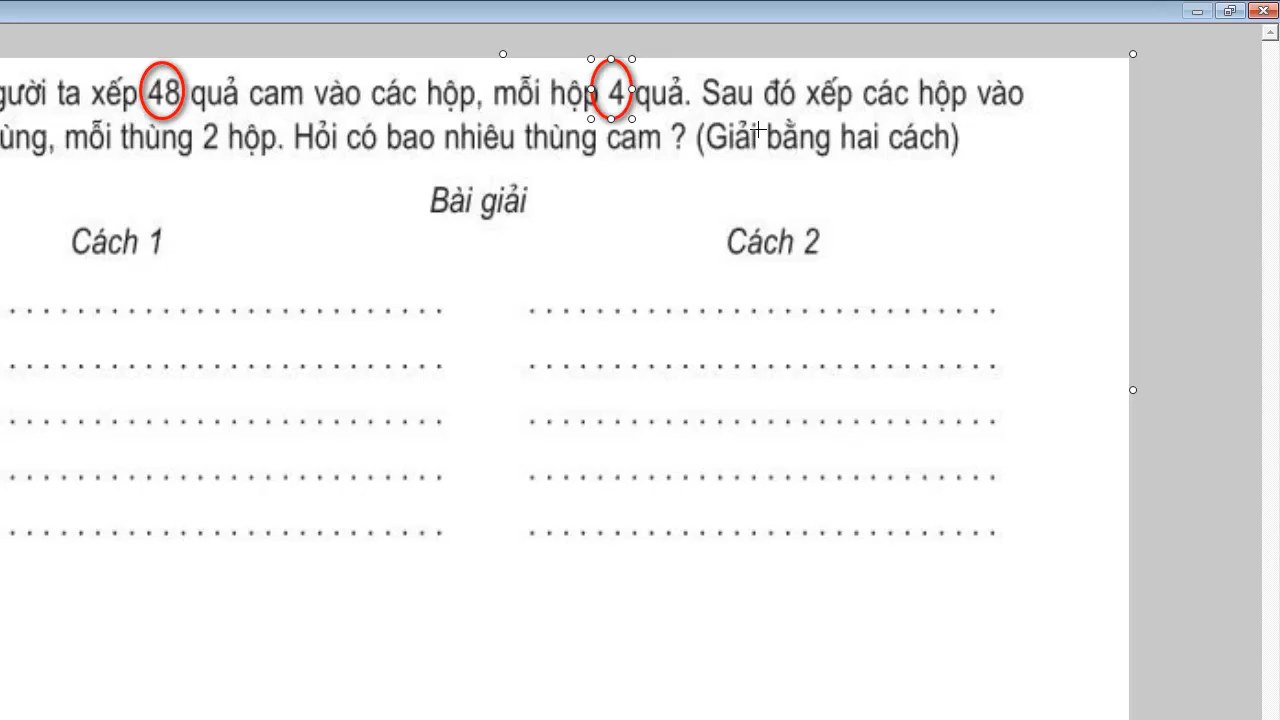 gười ta xếp 48 quả cam vào các hộp, mỗi hộp 4 quả. Sau đó xếp các hộp vào
ùng, mỗi thùng 2 hộp. Hỏi có bao nhiêu thùng cam ? (Giải bằng hai cách)
Bài giải
Cách 1
Cách 2